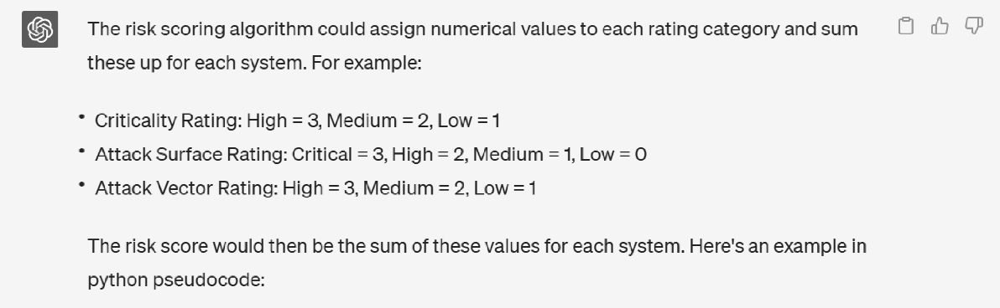 The risk scoring algorithm could assign numerical values to each rating category and sum
these up for each system. For example:
• Criticality Rating: High = 3, Medium = 2, Low = 1
• Attack Surface Rating: Critical = 3, High = 2, Medium = 1, Low = 0
• Attack Vector Rating: High = 3, Medium = 2, Low = 1
The risk score would then be the sum of these values for each system. Here's an example in
python pseudocode: